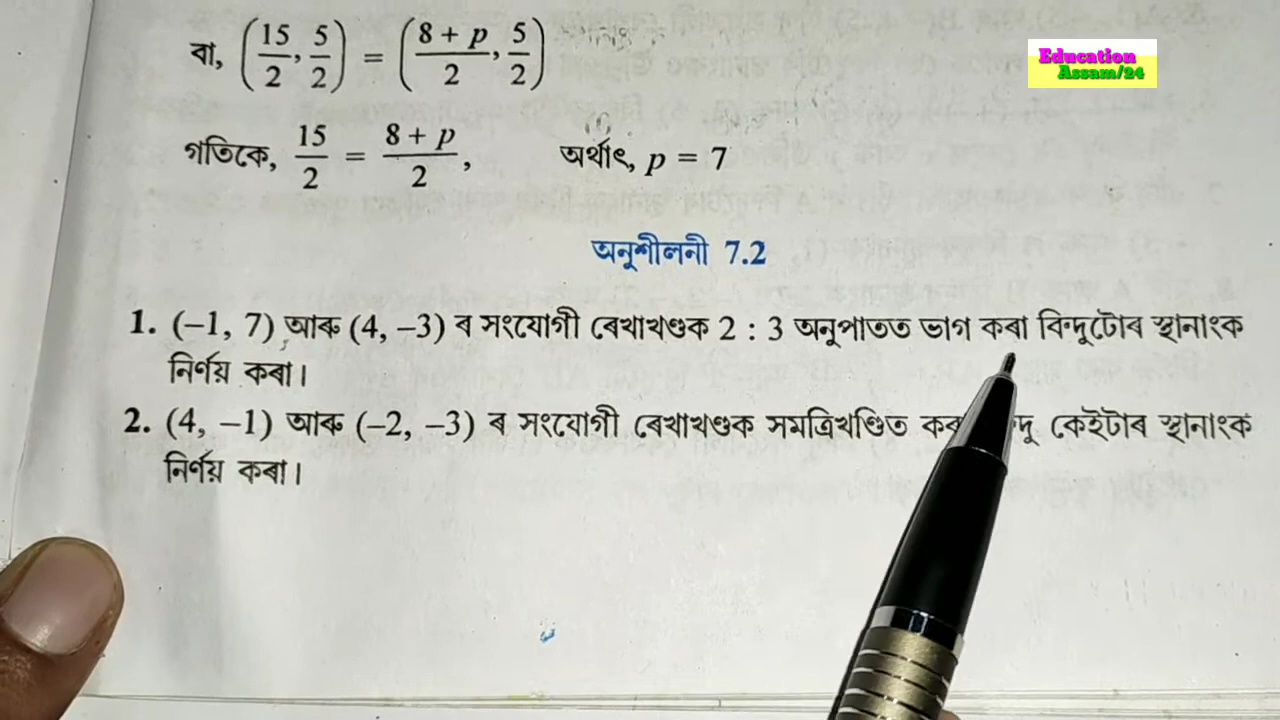 বা, (15/2, 5/2) = (8 + p/2, 5/2)
Education
Assam/24
গতিকে, 15/2 = 8 + p/2, অৰ্থাৎ, p = 7
অনুশীলনী 7.2
1. (–1, 7) আৰু (4, –3) ৰ সংযোগী ৰেখাখণ্ডক 2 : 3 অনুপাতত ভাগ কৰা বিন্দুটোৰ স্থানাংক
নিৰ্ণয় কৰা।
2. (4, –1) আৰু (–2, –3) ৰ সংযোগী ৰেখাখণ্ডক সমত্ৰিখণ্ডিত কেইটাৰ স্থানাংক
নিৰ্ণয় কৰা।